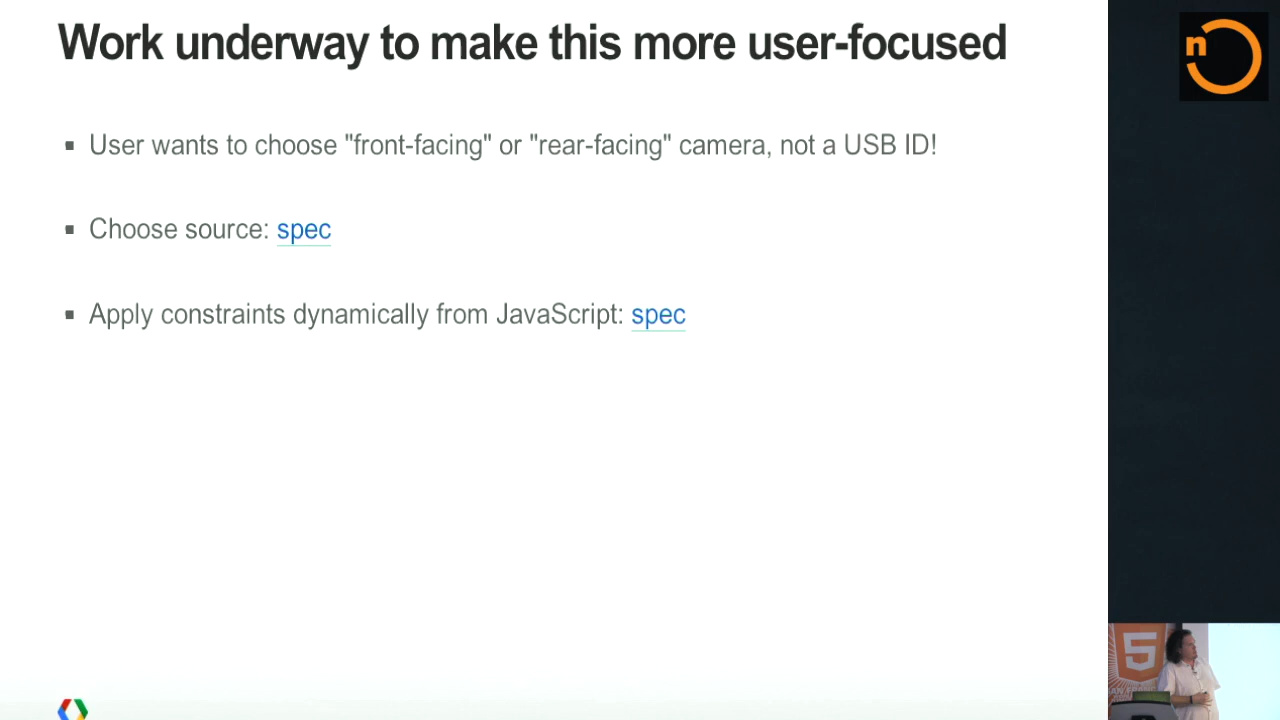 Work underway to make this more user-focused
▪ User wants to choose "front-facing" or "rear-facing" camera, not a USB ID!
▪ Choose source: spec
▪ Apply constraints dynamically from JavaScript: spec
n
5